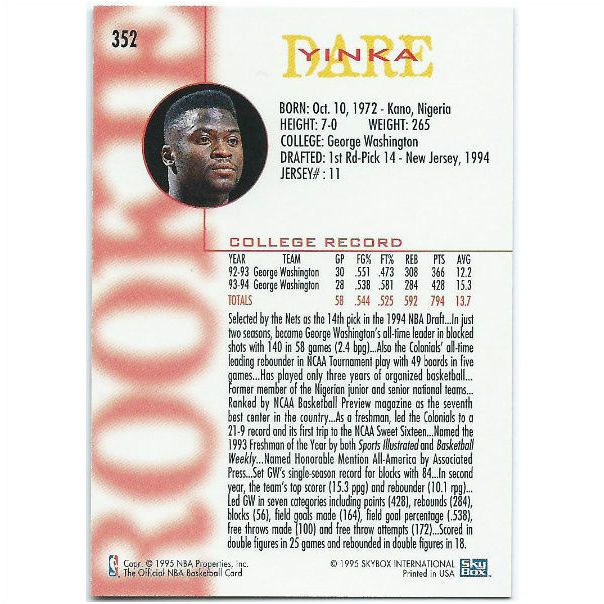 352
YINKA
DARE
ROOKIE
BORN: Oct. 10, 1972 - Kano, Nigeria
HEIGHT: 7-0 WEIGHT: 265
COLLEGE: George Washington
DRAFTED: 1st Rd-Pick 14 - New Jersey, 1994
JERSEY# : 11
COLLEGE RECORD
YEAR TEAM GP FG% FT% REB PTS AVG
92-93 George Washington 30 .551 .473 308 366 12.2
93-94 George Washington 28 .538 .581 284 428 15.3
TOTALS 58 .544 .525 592 794 13.7
Selected by the Nets as the 14th pick in the 1994 NBA Draft...In just
two seasons, became George Washington's all-time leader in blocked
shots with 140 in 58 games (2.4 bpg)...Also the Colonials' all-time
leading rebounder in NCAA Tournament play with 49 boards in five
games...Has played only three years of organized basketball...
Former member of the Nigerian junior and senior national teams...
Ranked by NCAA Basketball Preview magazine as the seventh
best center in the country...As a freshman, led the Colonials to a
21-9 record and its first trip to the NCAA Sweet Sixteen...Named the
1993 Freshman of the Year by both Sports Illustrated and Basketball
Weekly...Named Honorable Mention All-America by Associated
Press...Set GW's single-season record for blocks with 84...In second
year, the team's top scorer (15.3 ppg) and rebounder (10.1 rpg)...
Led GW in seven categories including points (428), rebounds (284),
blocks (56), field goals made (164), field goal percentage (.538),
free throws made (100) and free throw attempts (172)...Scored in
double figures in 25 games and rebounded in double figures in 18.
NBA
Copr. © 1995 NBA Properties, Inc.
The Official NBA Basketball Card
© 1995 SKYBOX INTERNATIONAL
Printed in USA
SkyBox